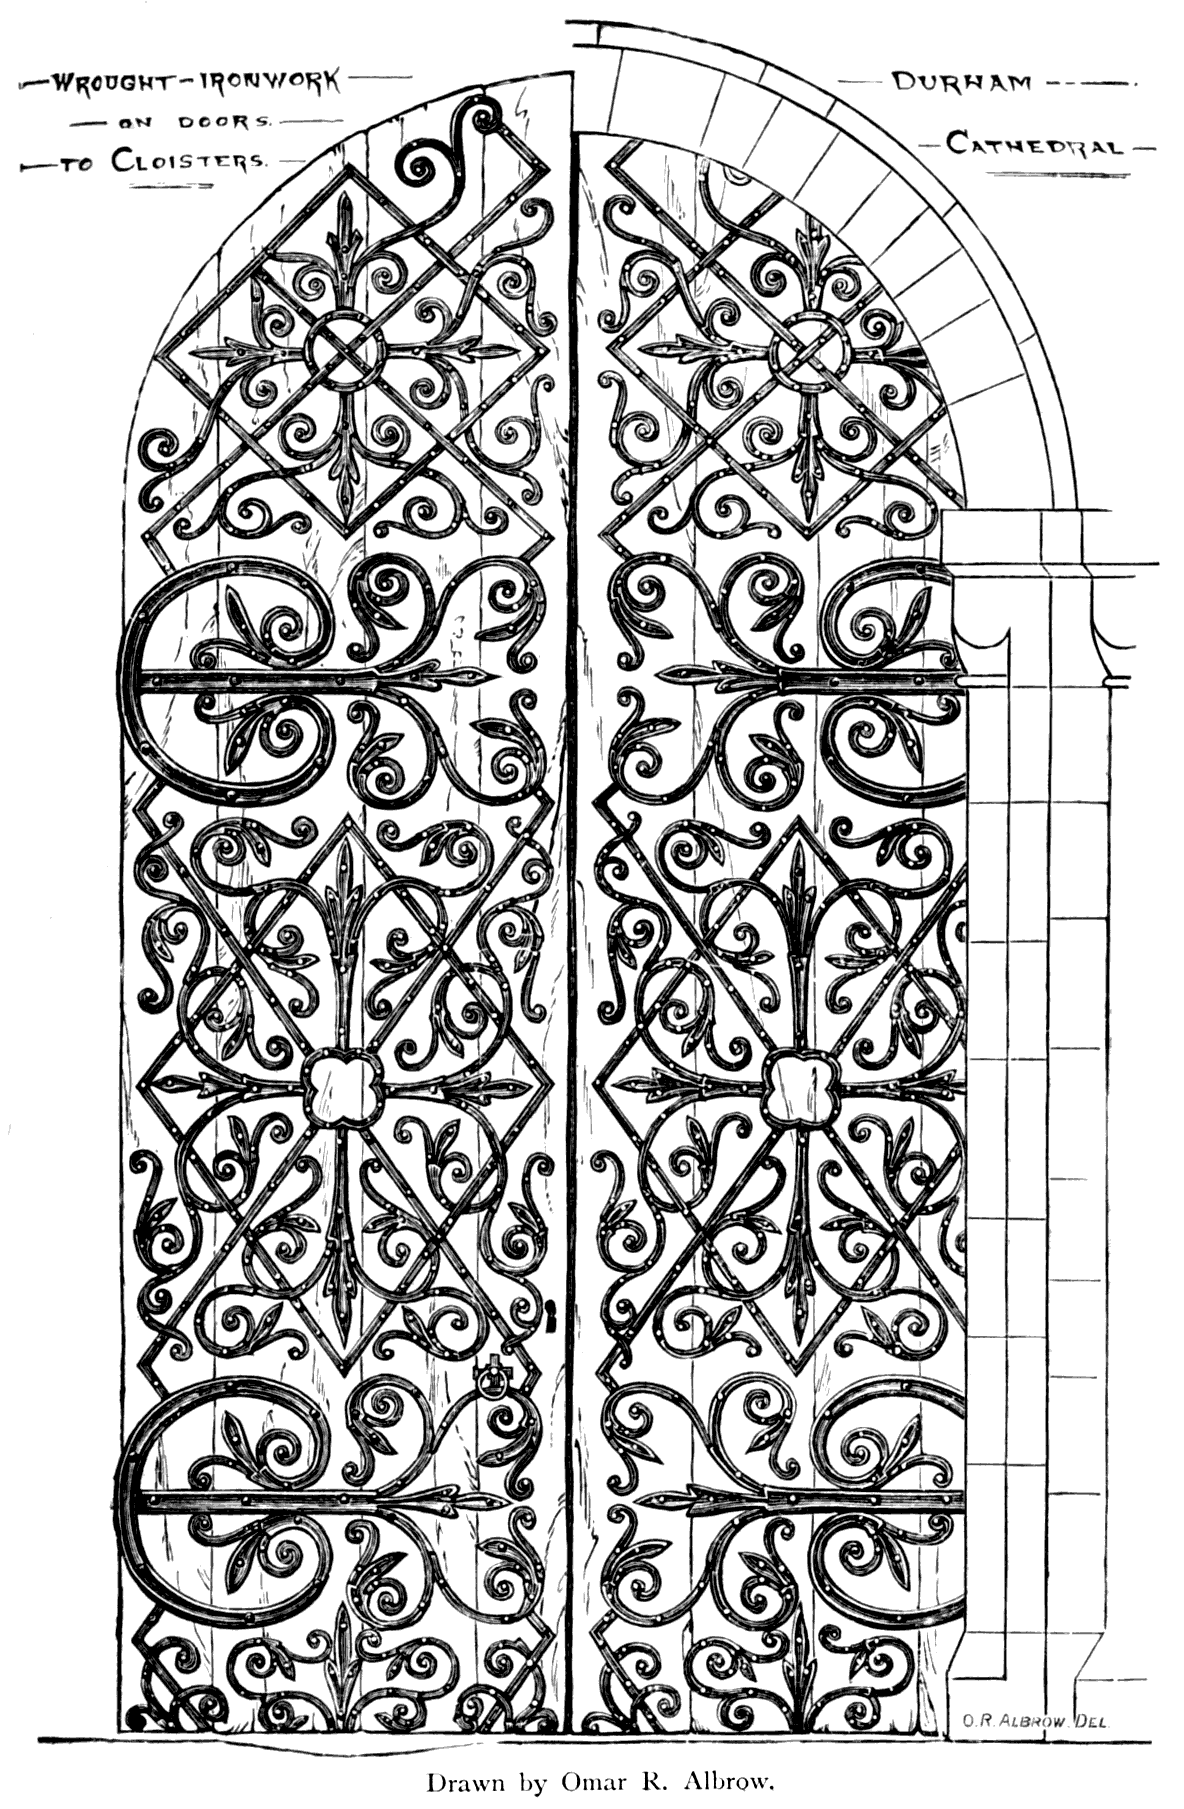 WROUGHT-IRONWORK
ON DOORS.
TO CLOISTERS.
DURHAM
CATHEDRAL
O.R. ALBROW. DEL.
Drawn by Omar R. Albrow.